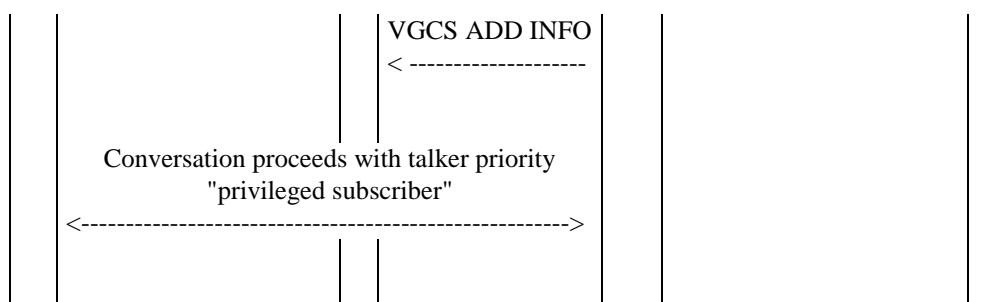 VGCS ADD INFO
< --------------------
Conversation proceeds with talker priority
"privileged subscriber"
<------------------------------------------------------->